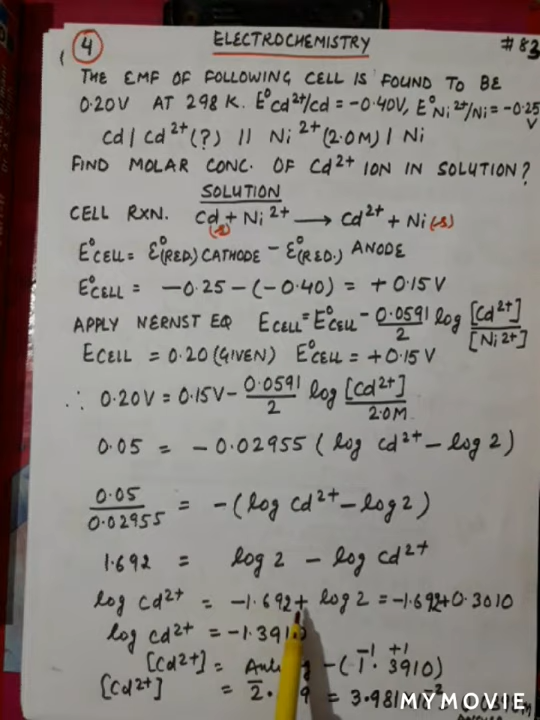 4 ELECTROCHEMISTRY #83
THE EMF OF FOLLOWING CELL IS FOUND TO BE
0.20V AT 298 K. E°Cd²⁺/Cd = -0.40V, E°Ni²⁺/Ni = -0.25 V
Cd | Cd²⁺(?) || Ni²⁺(2.0M) | Ni
FIND MOLAR CONC. OF Cd²⁺ ION IN SOLUTION?
SOLUTION
CELL RXN. Cd(s) + Ni²⁺ ⟶ Cd²⁺ + Ni(s)
E°CELL = E°(RED.) CATHODE - E°(RED.) ANODE
E°CELL = -0.25 - (-0.40) = +0.15V
APPLY NERNST EQ ECELL = E°CELL - 0.0591/2 log [Cd²⁺]/[Ni²⁺]
ECELL = 0.20 (GIVEN) E°CELL = +0.15V
∴ 0.20V = 0.15V - 0.0591/2 log [Cd²⁺]/2.0M
0.05 = -0.02955 (log Cd²⁺ - log 2)
0.05/0.02955 = -(log Cd²⁺ - log 2)
1.692 = log 2 - log Cd²⁺
log Cd²⁺ = -1.692 + log 2 = -1.692+0.3010
log Cd²⁺ = -1.3910
[Cd²⁺] = -(1.3910) -1 +1
[Cd²⁺] = =
MYMOVIE